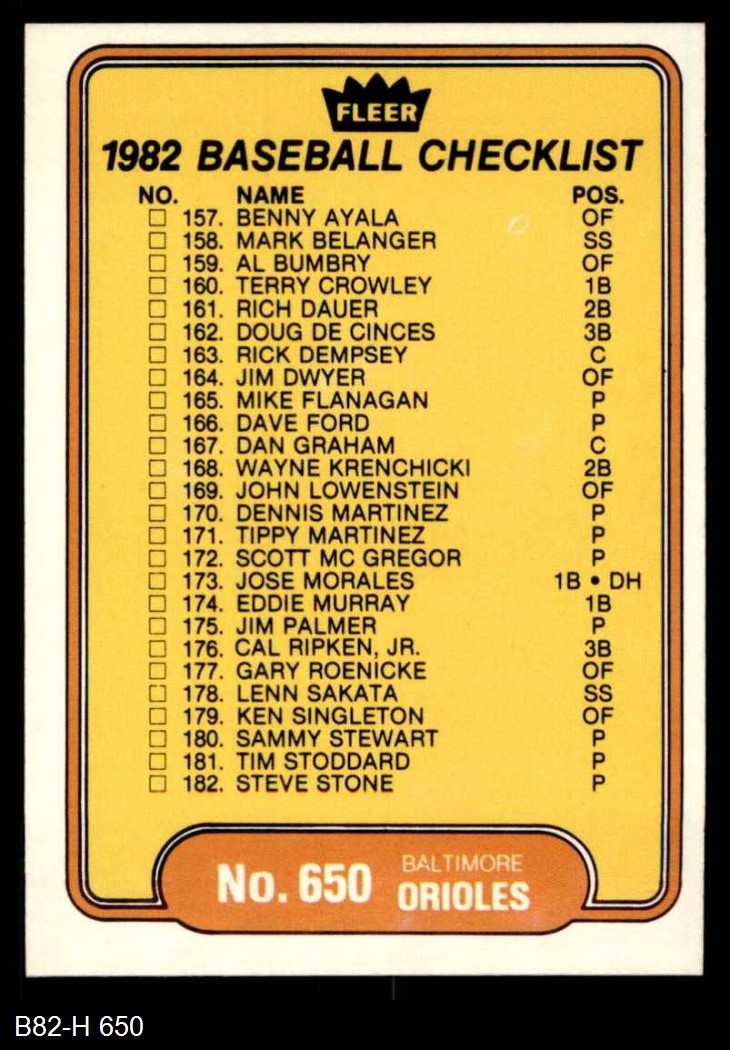 FLEER
1982 BASEBALL CHECKLIST
NO. NAME POS.
157. BENNY AYALA OF
158. MARK BELANGER SS
159. AL BUMBRY OF
160. TERRY CROWLEY 1B
161. RICH DAUER 2B
162. DOUG DE CINCES 3B
163. RICK DEMPSEY C
164. JIM DWYER OF
165. MIKE FLANAGAN P
166. DAVE FORD P
167. DAN GRAHAM C
168. WAYNE KRENCHICKI 2B
169. JOHN LOWENSTEIN OF
170. DENNIS MARTINEZ P
171. TIPPY MARTINEZ P
172. SCOTT MC GREGOR P
173. JOSE MORALES 1B • DH
174. EDDIE MURRAY 1B
175. JIM PALMER P
176. CAL RIPKEN, JR. 3B
177. GARY ROENICKE OF
178. LENN SAKATA SS
179. KEN SINGLETON OF
180. SAMMY STEWART P
181. TIM STODDARD P
182. STEVE STONE P
No. 650 BALTIMORE
ORIOLES
B82-H 650